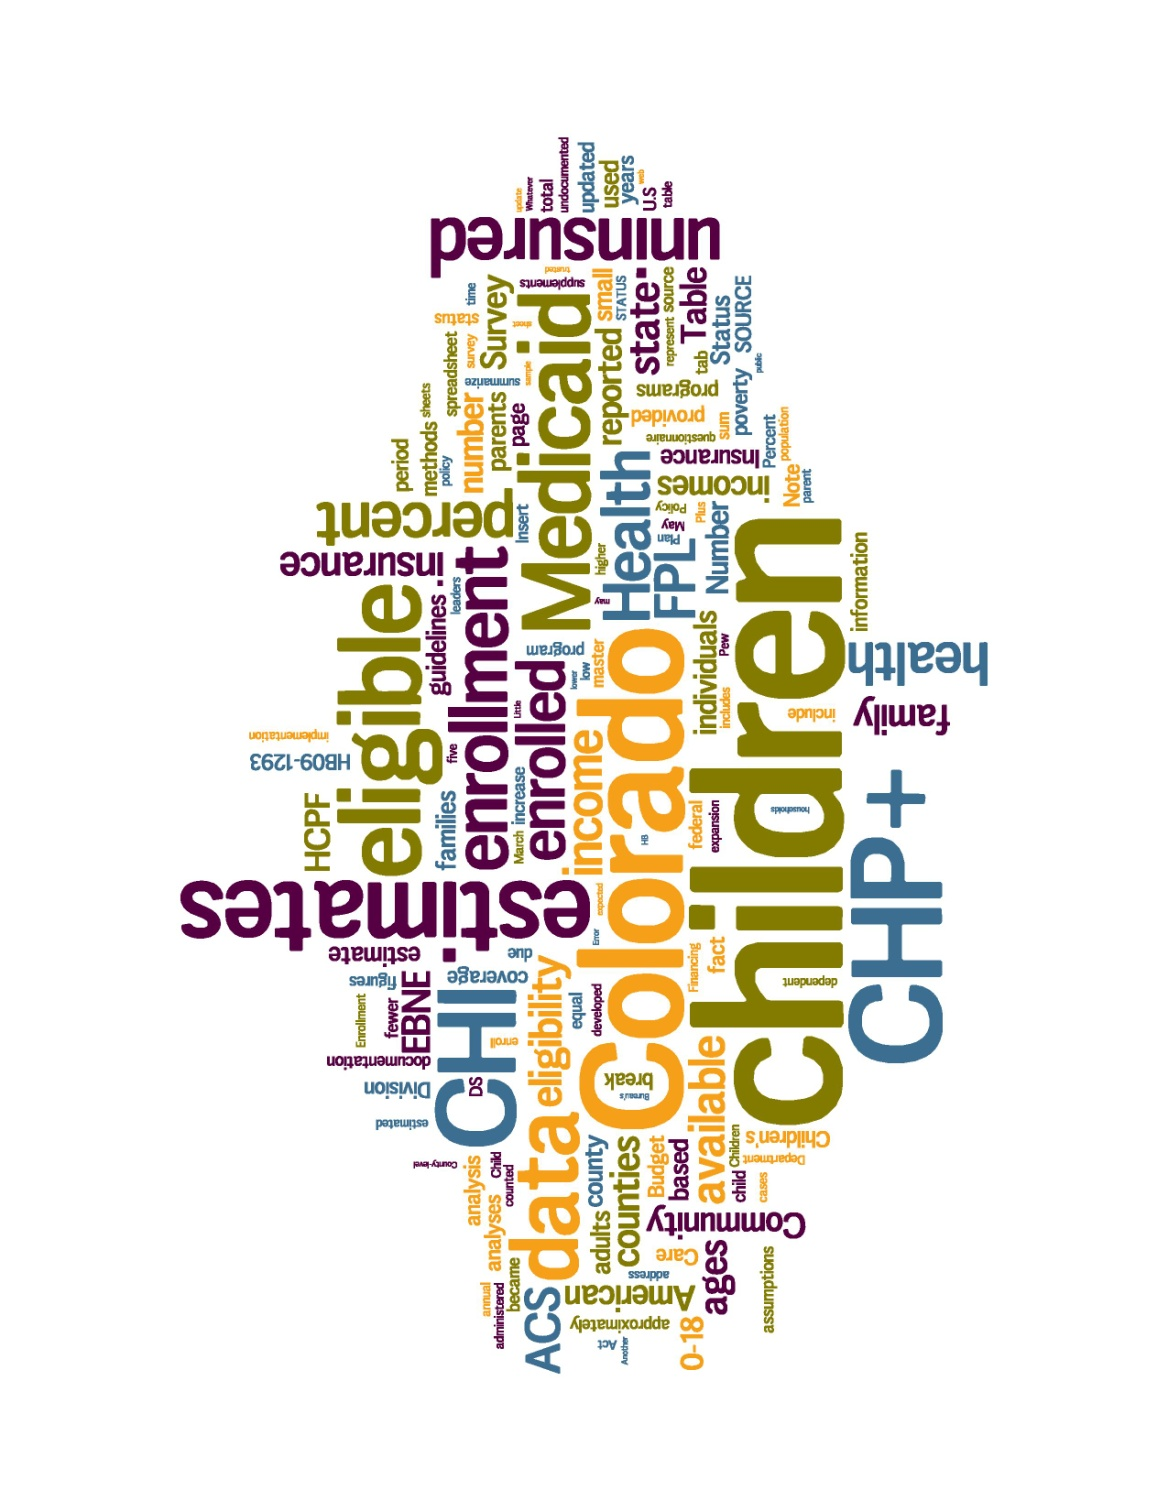 update
Whatever
total
undocumented
updated
used
years
web
U.S
table
uninsured
trusted
supplements
small
STATUS
state
source
represent
Table
Status
SOURCE
public
time
status
Survey
sheet
survey
sample
spreadsheet
summarize
sheets
Medicaid
reported
tab
programs
provided
sum
poverty
questionnaire
Percent
population
number
parents
page
period
methods
policy
Insurance
incomes
Note
parent
percent
Insert
Health
Policy
May
Plus
Plan
Number
FPL
higher
may
insurance
leaders
guidelines
enrollment
eligible
information
children
health
family
program
lower
low
master
individuals
Pew
includes
include
Little
enrolled
implementation
HB09-1293
five
HCPF
families
increase
March
income
Colorado
HB
federal
expansion
households
CHP+
estimates
expected
Error
estimate
due
figures
coverage
Enrollment
fewer
EBNE
CHI
enroll
documentation
DS
Division
estimated
eligibility
equal
developed
Financing
fact
dependent
break
Bureau's
available
data
county
counties
Budget
based
Children
Children's
Department
child
cases
County-level
analysis
Child
counted
analyses
adults
Community
Care
address
ages
assumptions
annual
administered
became
ACS
American
approximately
Act
Another
0-18